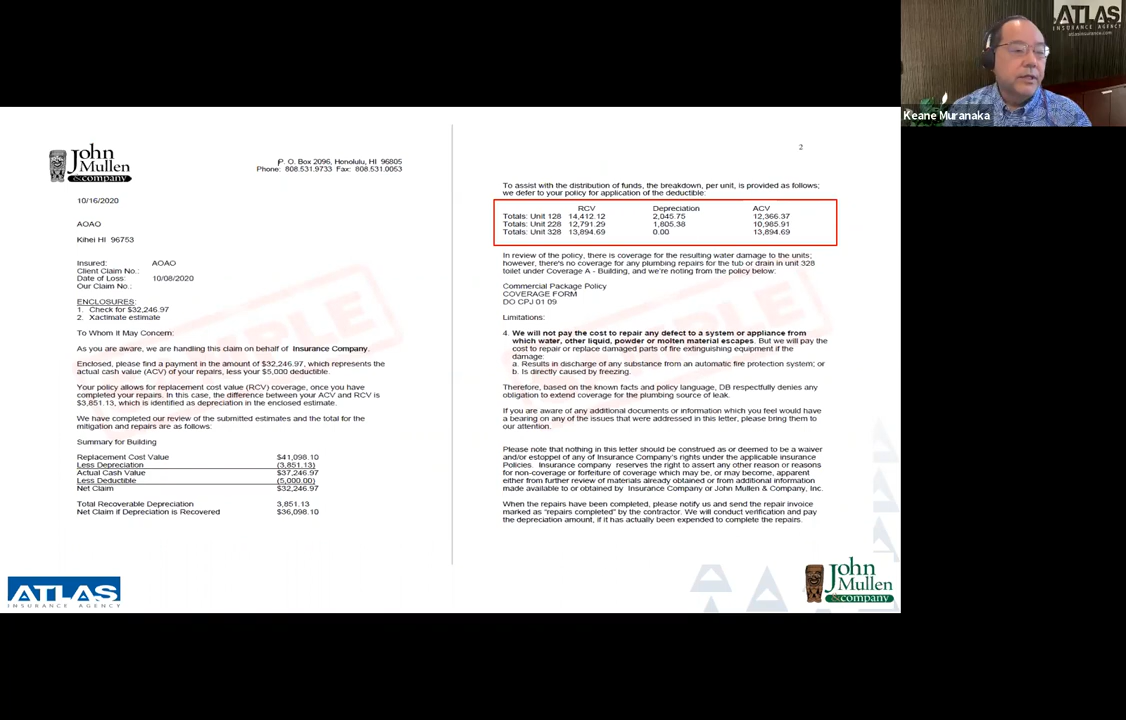 ATLAS
INSURANCE AGENCY
atlasinsurance.com
Keane Muranaka
John
Mullen
&company
P. O. Box 2096, Honolulu, HI 96805
Phone: 808.531.9733 Fax: 808.531.0053
10/16/2020
AOAO
Kihei HI 96753
Insured: AOAO
Client Claim No.:
Date of Loss: 10/08/2020
Our Claim No.:
ENCLOSURES:
1. Check for $32,246.97
2. Xactimate estimate
To Whom It May Concern:
As you are aware, we are handling this claim on behalf of Insurance Company.
Enclosed, please find a payment in the amount of $32,246.97, which represents the
actual cash value (ACV) of your repairs, less your $5,000 deductible.
Your policy allows for replacement cost value (RCV) coverage, once you have
completed your repairs. In this case, the difference between your ACV and RCV is
$3,851.13, which is identified as depreciation in the enclosed estimate.
We have completed our review of the submitted estimates and the total for the
mitigation and repairs are as follows:
Summary for Building
Replacement Cost Value $41,098.10
Less Depreciation (3,851.13)
Actual Cash Value $37,246.97
Less Deductible (5,000.00)
Net Claim $32,246.97
Total Recoverable Depreciation 3,851.13
Net Claim if Depreciation is Recovered $36,098.10
SAMPLE
2
To assist with the distribution of funds, the breakdown, per unit, is provided as follows;
we defer to your policy for application of the deductible:
RCV Depreciation ACV
Totals: Unit 128 14,412.12 2,045.75 12,366.37
Totals: Unit 228 12,791.29 1,805.38 10,985.91
Totals: Unit 328 13,894.69 0.00 13,894.69
In review of the policy, there is coverage for the resulting water damage to the units;
however, there's no coverage for any plumbing repairs for the tub or drain in unit 328
toilet under Coverage A - Building, and we're noting from the policy below:
Commercial Package Policy
COVERAGE FORM
DO CPJ 01 09
Limitations:
4. We will not pay the cost to repair any defect to a system or appliance from
which water, other liquid, powder or molten material escapes. But we will pay the
cost to repair or replace damaged parts of fire extinguishing equipment if the
damage:
a. Results in discharge of any substance from an automatic fire protection system; or
b. Is directly caused by freezing.
Therefore, based on the known facts and policy language, DB respectfully denies any
obligation to extend coverage for the plumbing source of leak.
If you are aware of any additional documents or information which you feel would have
a bearing on any of the issues that were addressed in this letter, please bring them to
our attention.
Please note that nothing in this letter should be construed as or deemed to be a waiver
and/or estoppel of any of Insurance Company's rights under the applicable insurance
Policies. Insurance company reserves the right to assert any other reason or reasons
for non-coverage or forfeiture of coverage which may be, or may become, apparent
either from further review of materials already obtained or from additional information
made available to or obtained by Insurance Company or John Mullen & Company, Inc.
When the repairs have been completed, please notify us and send the repair invoice
marked as "repairs completed" by the contractor. We will conduct verification and pay
the depreciation amount, if it has actually been expended to complete the repairs.
SAMPLE
ATLAS
INSURANCE AGENCY
John
Mullen
&company